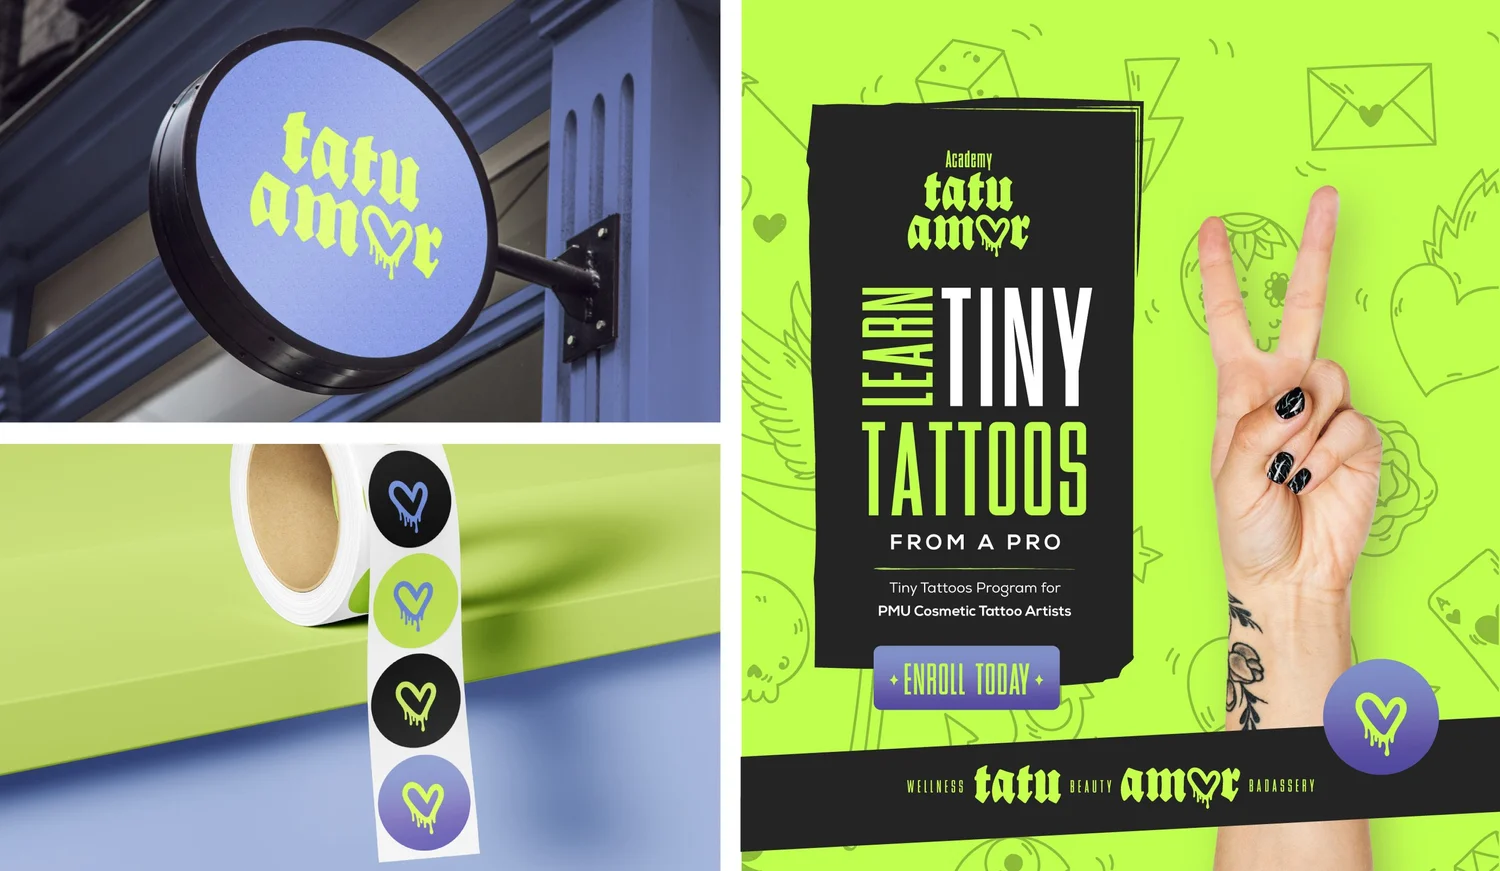 tatu
amor
Academy
tatu
amor
LEARN TINY
TATTOOS
FROM A PRO
Tiny Tattoos Program for
PMU Cosmetic Tattoo Artists
ENROLL TODAY
WELLNESS tatu BEAUTY amor BADASSERY
A